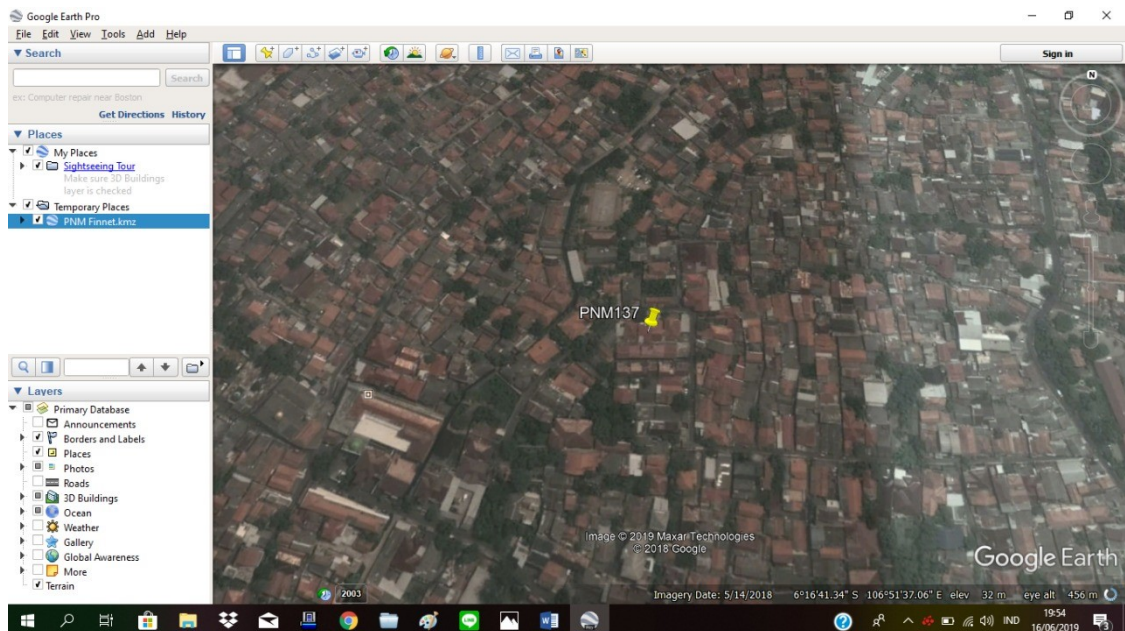 Google Earth Pro
File Edit View Tools Add Help
Search
Sign in
Search
ex: Computer repair near Boston
Get Directions History
Places
My Places
Sightseeing Tour
Make sure 3D Buildings
layer is checked
Temporary Places
PNM Finnet.kmz
N
PNM137
Layers
Primary Database
Announcements
Borders and Labels
Places
Photos
Roads
3D Buildings
Ocean
Weather
Gallery
Global Awareness
More
Terrain
Image © 2019 Maxar Technologies
© 2018 Google
Google Earth
2003
Imagery Date: 5/14/2018 6°16'41.34" S 106°51'37.06" E elev 32 m eye alt 456 m
IND
19:54
16/06/2019
3